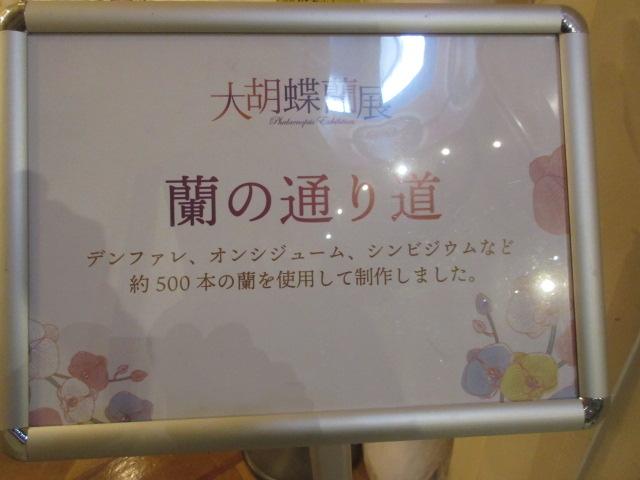 大胡蝶蘭展
Phalaenopsis Exhibition
蘭の通り道
デンファレ、オンシジューム、シンビジウムなど
約500本の蘭を使用して制作しました。